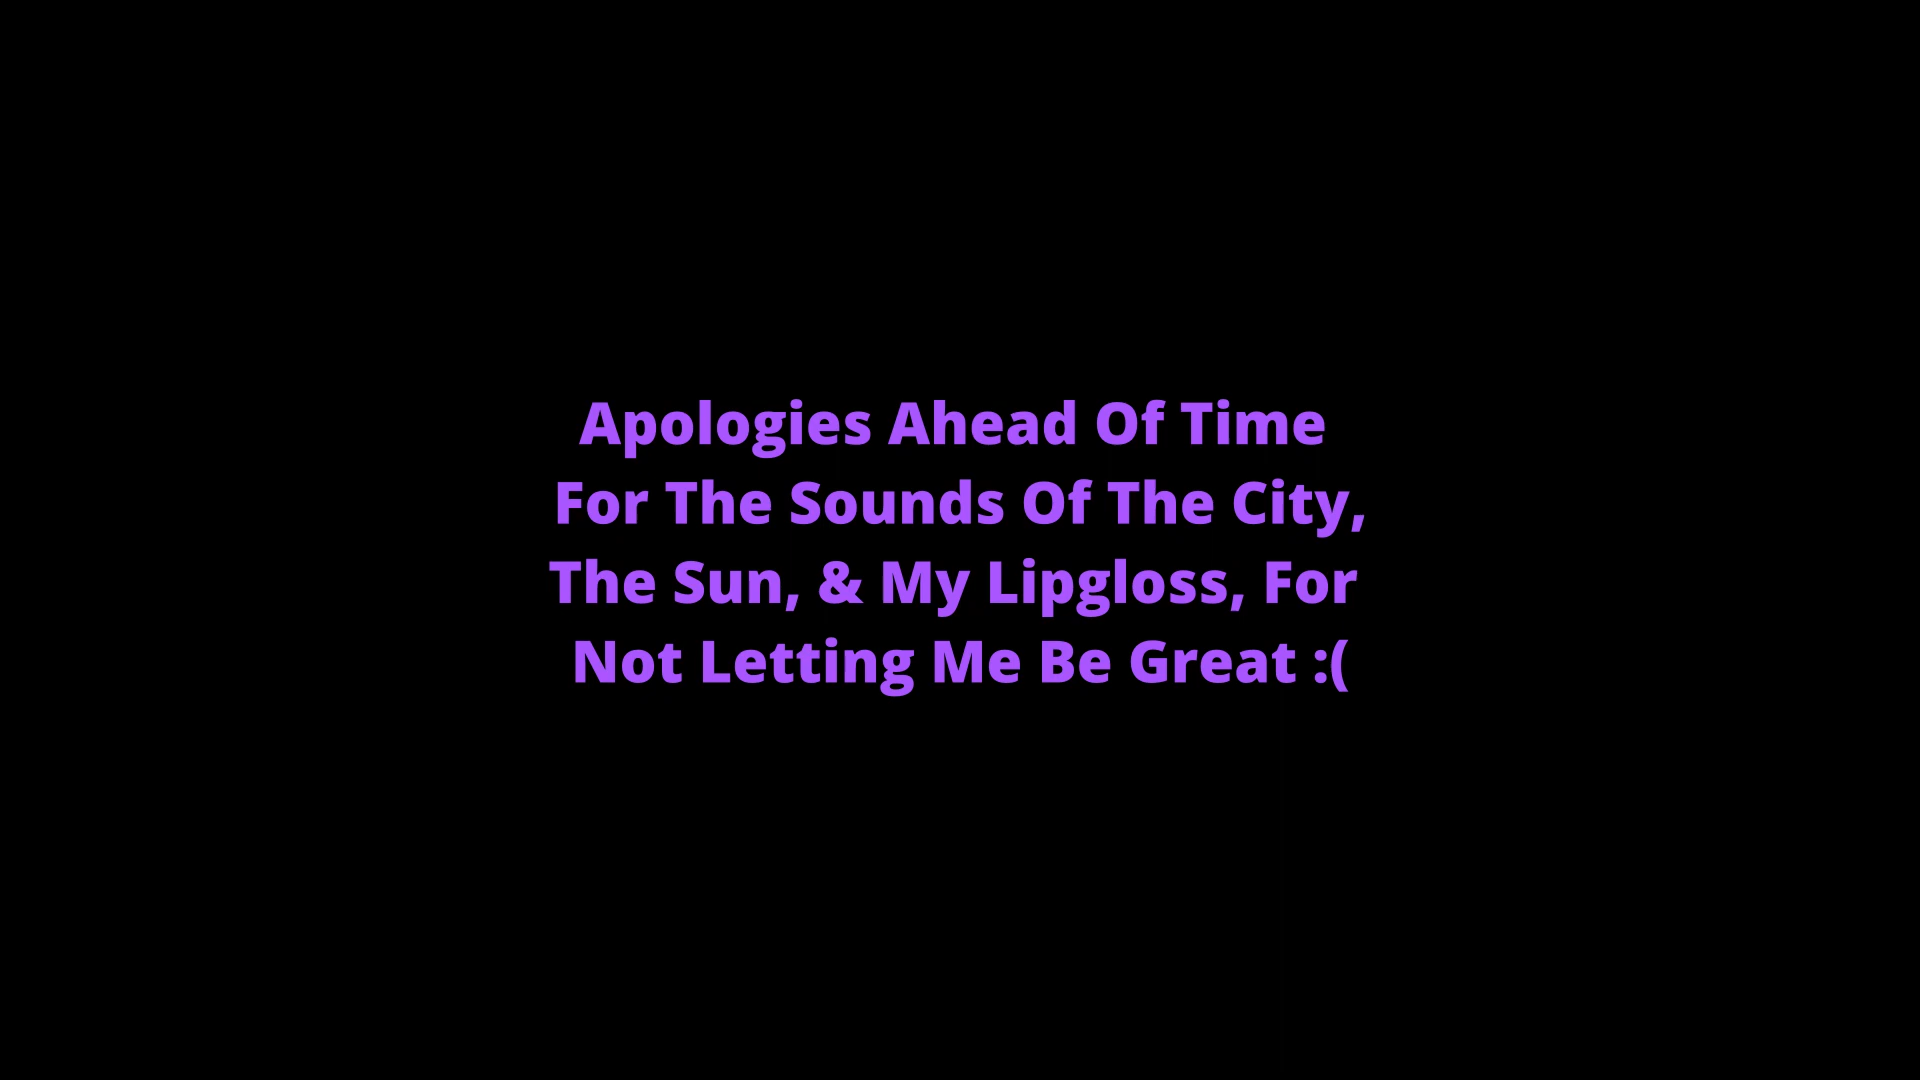 Apologies Ahead Of Time
For The Sounds Of The City,
The Sun, & My Lipgloss, For
Not Letting Me Be Great :(